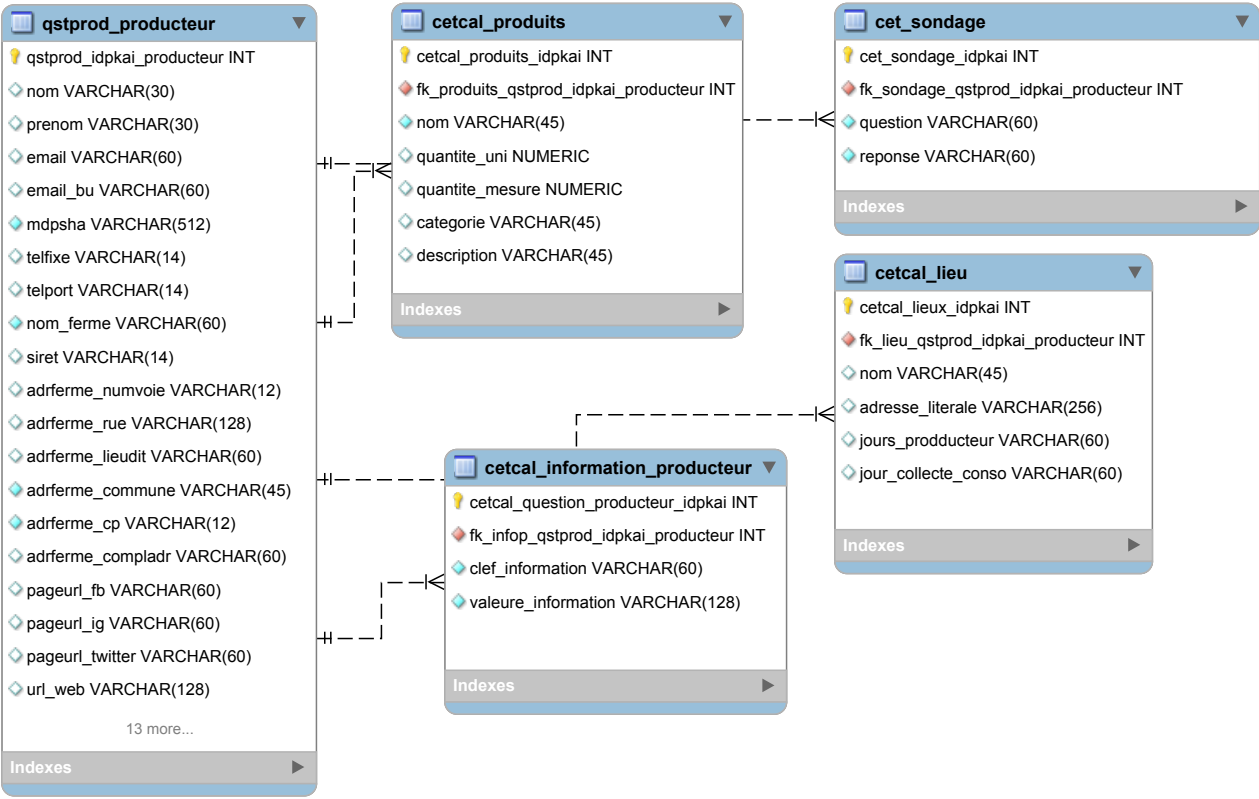 qstprod_producteur
qstprod_idpkai_producteur INT
nom VARCHAR(30)
prenom VARCHAR(30)
email VARCHAR(60)
email_bu VARCHAR(60)
mdpsha VARCHAR(512)
telfixe VARCHAR(14)
telport VARCHAR(14)
nom_ferme VARCHAR(60)
siret VARCHAR(14)
adrferme_numvoie VARCHAR(12)
adrferme_rue VARCHAR(128)
adrferme_lieudit VARCHAR(60)
adrferme_commune VARCHAR(45)
adrferme_cp VARCHAR(12)
adrferme_compladr VARCHAR(60)
pageurl_fb VARCHAR(60)
pageurl_ig VARCHAR(60)
pageurl_twitter VARCHAR(60)
url_web VARCHAR(128)
13 more...
Indexes
cetcal_produits
cetcal_produits_idpkai INT
fk_produits_qstprod_idpkai_producteur INT
nom VARCHAR(45)
quantite_uni NUMERIC
quantite_mesure NUMERIC
categorie VARCHAR(45)
description VARCHAR(45)
Indexes
cet_sondage
cet_sondage_idpkai INT
fk_sondage_qstprod_idpkai_producteur INT
question VARCHAR(60)
reponse VARCHAR(60)
Indexes
cetcal_lieu
cetcal_lieux_idpkai INT
fk_lieu_qstprod_idpkai_producteur INT
nom VARCHAR(45)
adresse_literale VARCHAR(256)
jours_prodducteur VARCHAR(60)
jour_collecte_conso VARCHAR(60)
Indexes
cetcal_information_producteur
cetcal_question_producteur_idpkai INT
fk_infop_qstprod_idpkai_producteur INT
clef_information VARCHAR(60)
valeure_information VARCHAR(128)
Indexes